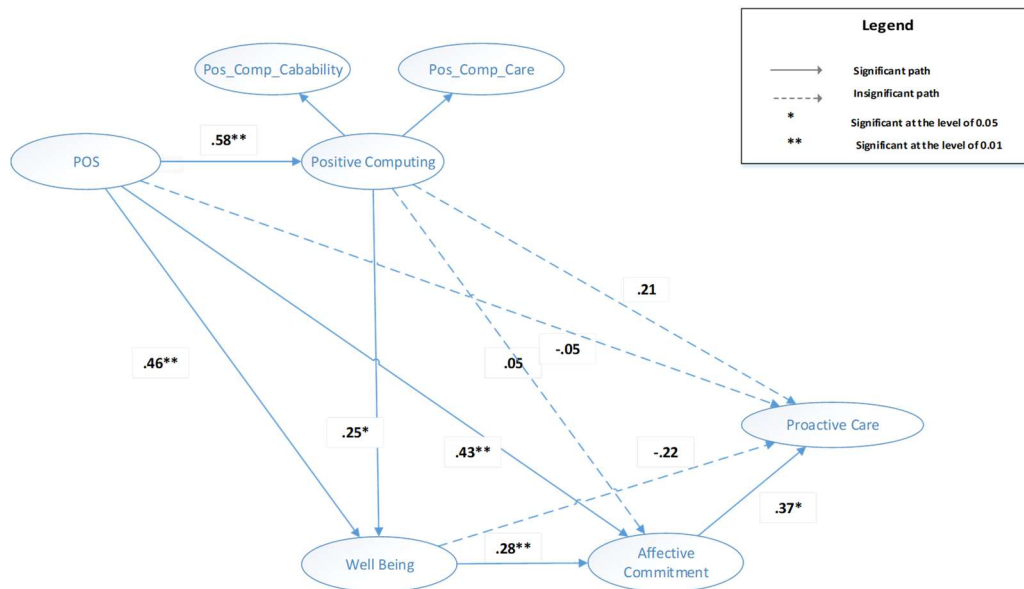 Legend
Significant path
Insignificant path
* Significant at the level of 0.05
** Significant at the level of 0.01
Pos_Comp_Cabability
Pos_Comp_Care
.58**
POS
Positive Computing
.21
-.05
.05
.46**
.25*
.43**
-.22
Proactive Care
.37*
.28**
Well Being
Affective
Commitment